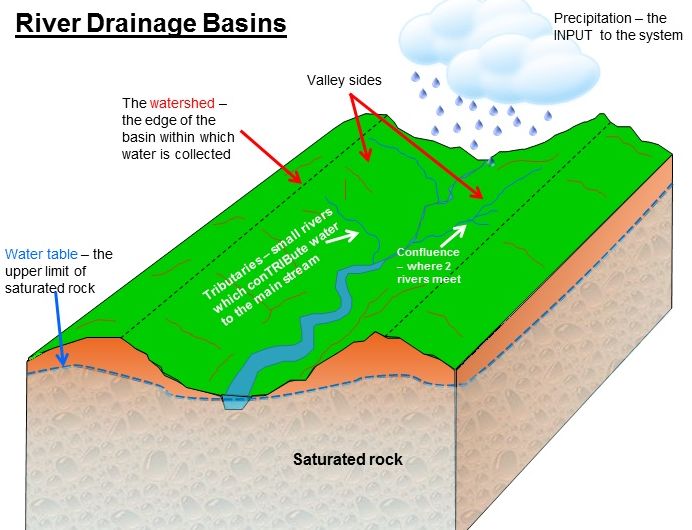 River Drainage Basins
Precipitation – the
INPUT to the system
Valley sides
The watershed –
the edge of the
basin within which
water is collected
Water table – the
upper limit of
saturated rock
Tributaries – small rivers
which conTRIBute water
to the main stream
Confluence
– where 2
rivers meet
Saturated rock